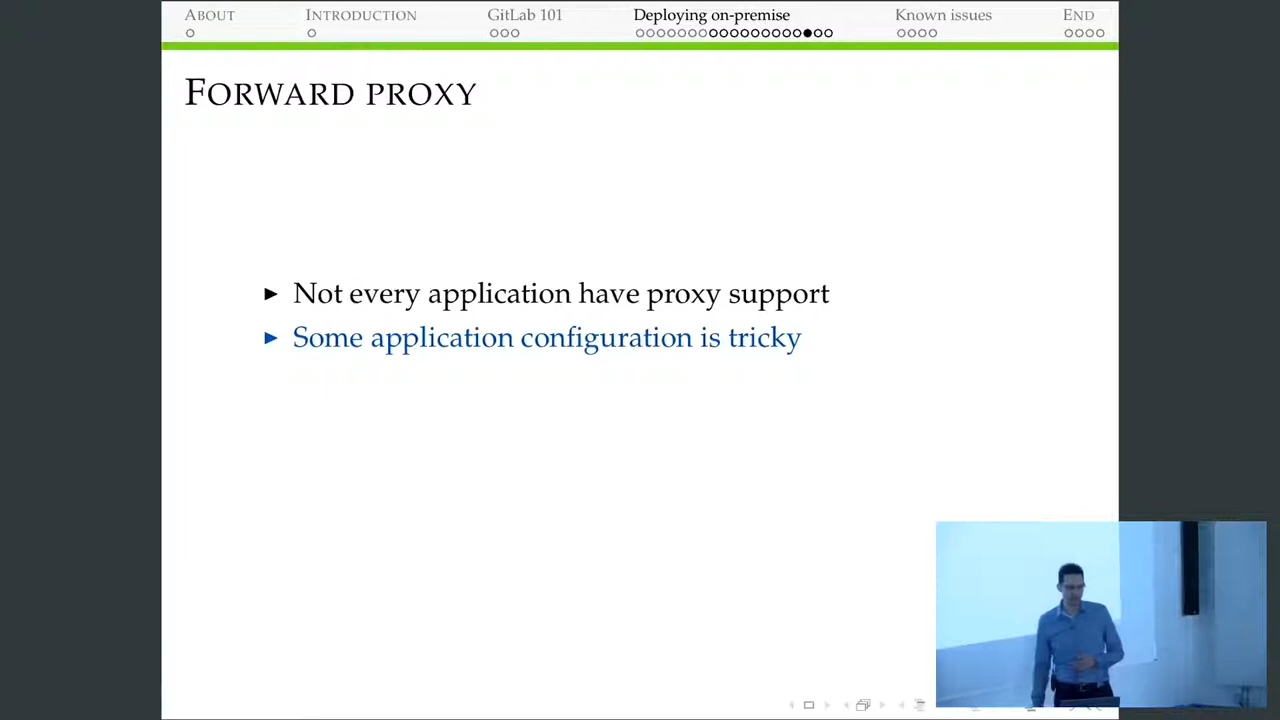 ABOUT INTRODUCTION GitLab 101 Deploying on-premise Known issues END
FORWARD PROXY
Not every application have proxy support
Some application configuration is tricky